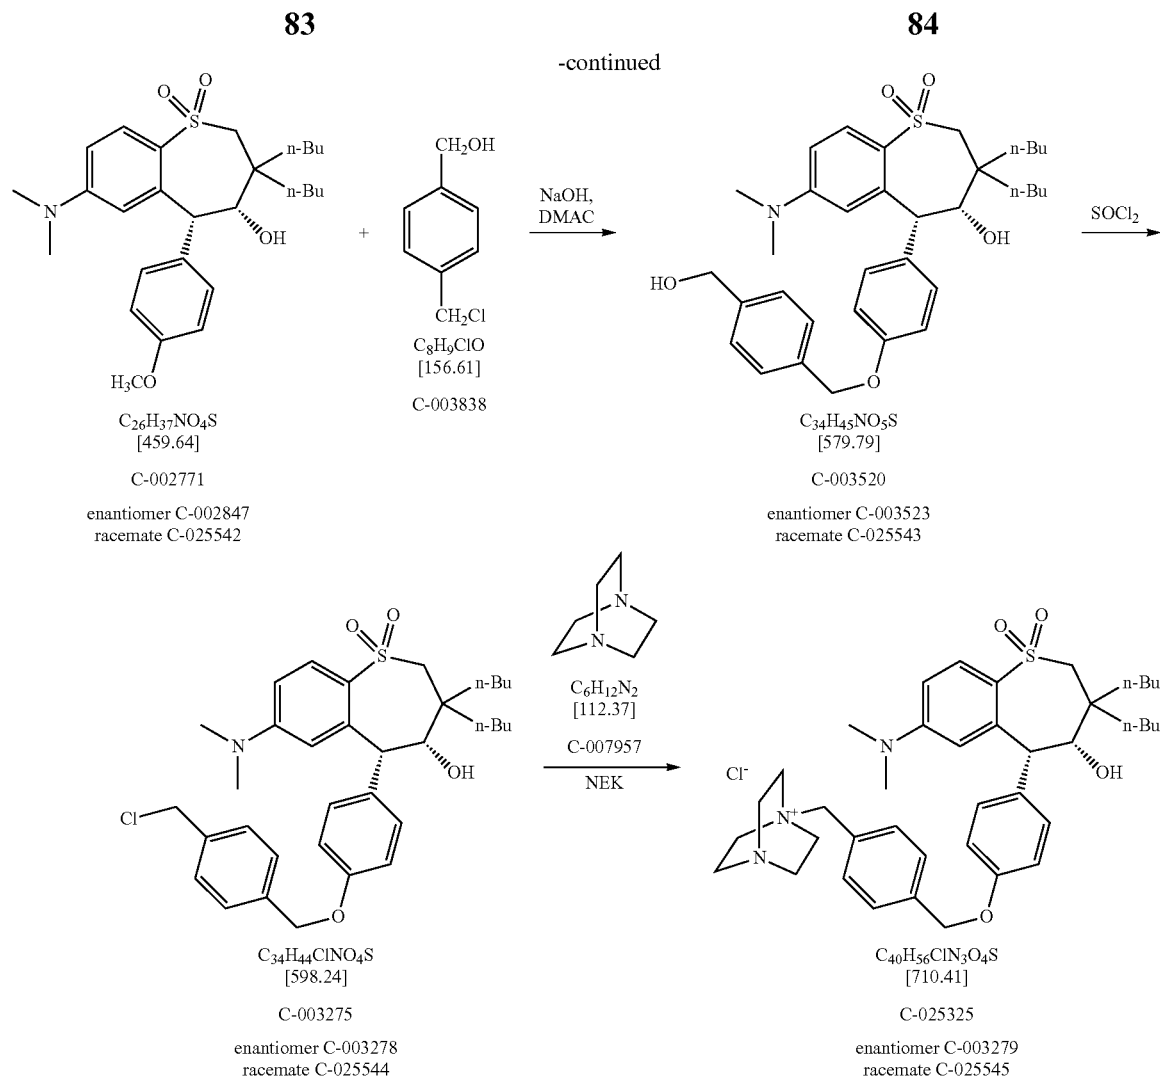 83
84
-continued
O
O
S
n-Bu
n-Bu
N
OH
H₃CO
C₂₆H₃₇NO₄S
[459.64]
C-002771
enantiomer C-002847
racemate C-025542
+
CH₂OH
CH₂Cl
C₈H₉ClO
[156.61]
C-003838
NaOH,
DMAC
O
O
S
n-Bu
n-Bu
N
OH
HO
O
C₃₄H₄₅NO₅S
[579.79]
C-003520
enantiomer C-003523
racemate C-025543
SOCl₂
O
O
S
n-Bu
n-Bu
N
OH
Cl
O
C₃₄H₄₄ClNO₄S
[598.24]
C-003275
enantiomer C-003278
racemate C-025544
N
N
C₆H₁₂N₂
[112.37]
C-007957
NEK
O
O
S
n-Bu
n-Bu
N
OH
Cl⁻
N⁺
N
O
C₄₀H₅₆ClN₃O₄S
[710.41]
C-025325
enantiomer C-003279
racemate C-025545